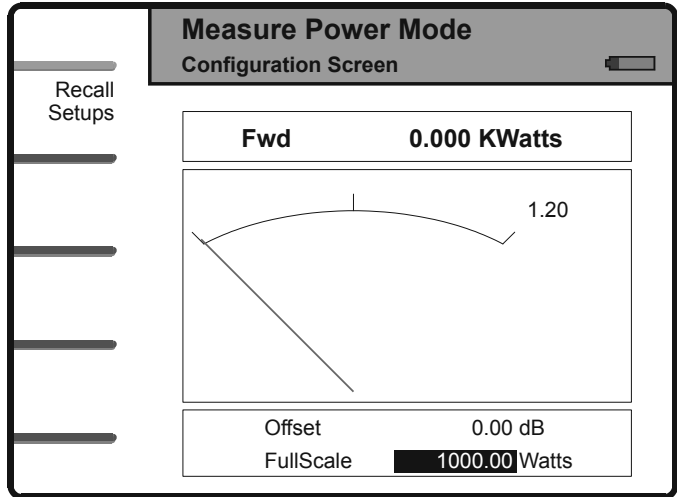 Measure Power Mode
Configuration Screen
Recall
Setups
Fwd 0.000 KWatts
1.20
Offset 0.00 dB
FullScale 1000.00 Watts